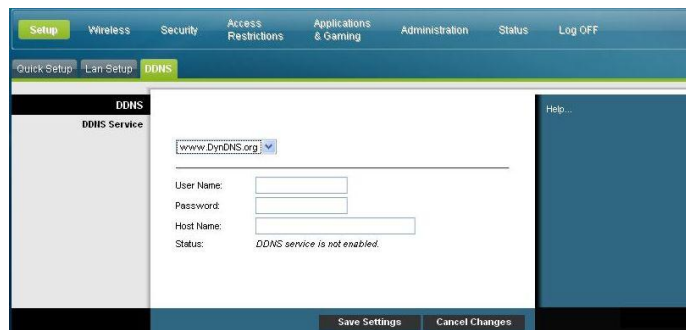 Setup Wireless Security Access Restrictions Applications & Gaming Administration Status Log OFF
Quick Setup Lan Setup DDNS
DDNS
DDNS Service
Help...
www.DynDNS.org
User Name:
Password:
Host Name:
Status: DDNS service is not enabled.
Save Settings Cancel Changes